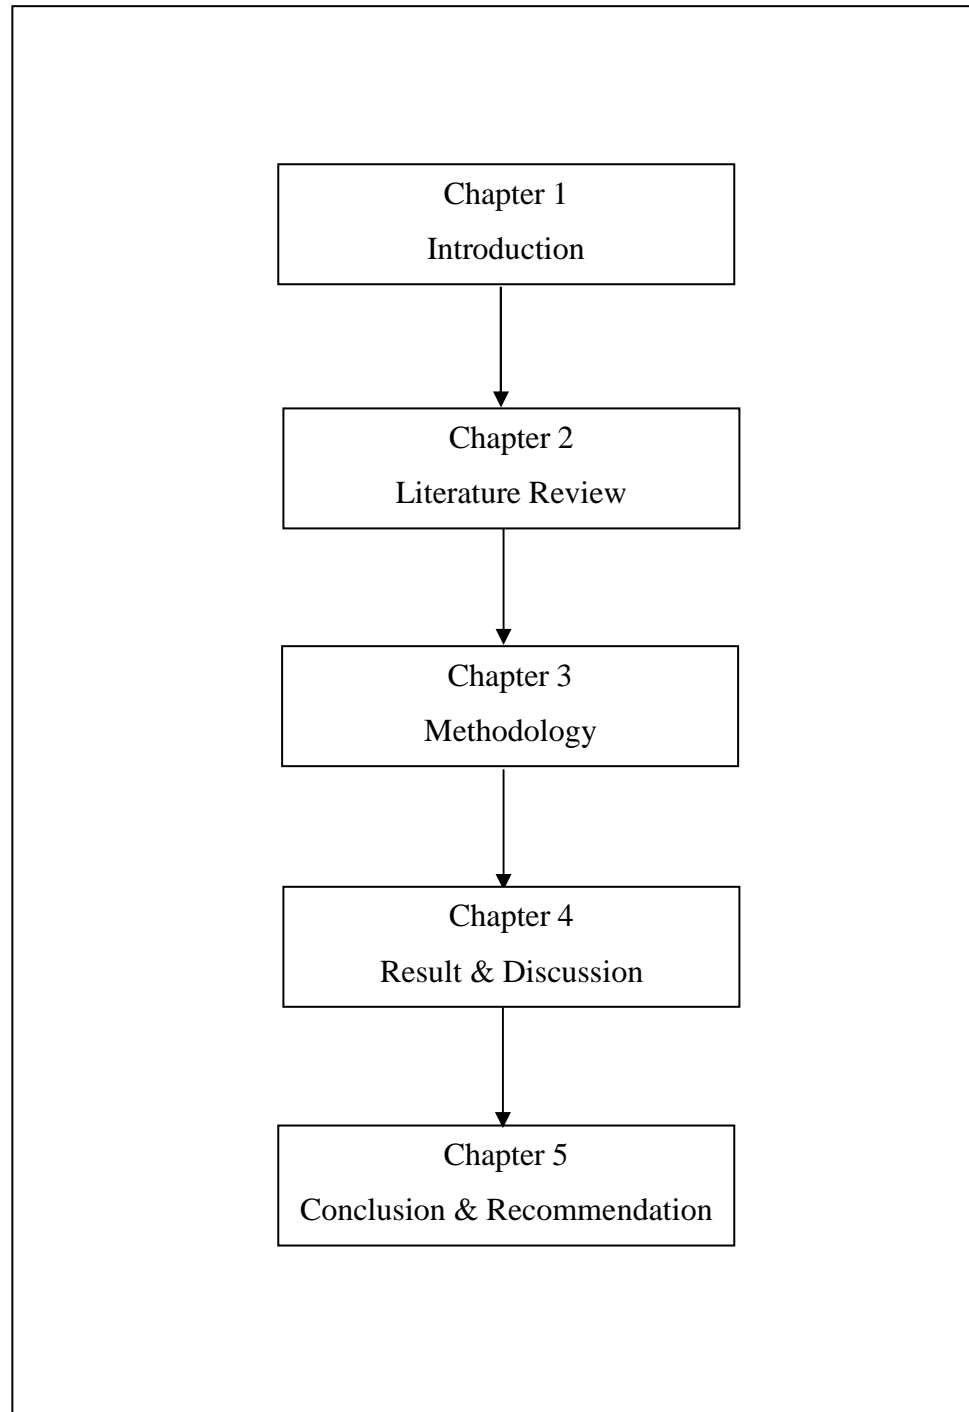 Chapter 1
Introduction
Chapter 2
Literature Review
Chapter 3
Methodology
Chapter 4
Result & Discussion
Chapter 5
Conclusion & Recommendation